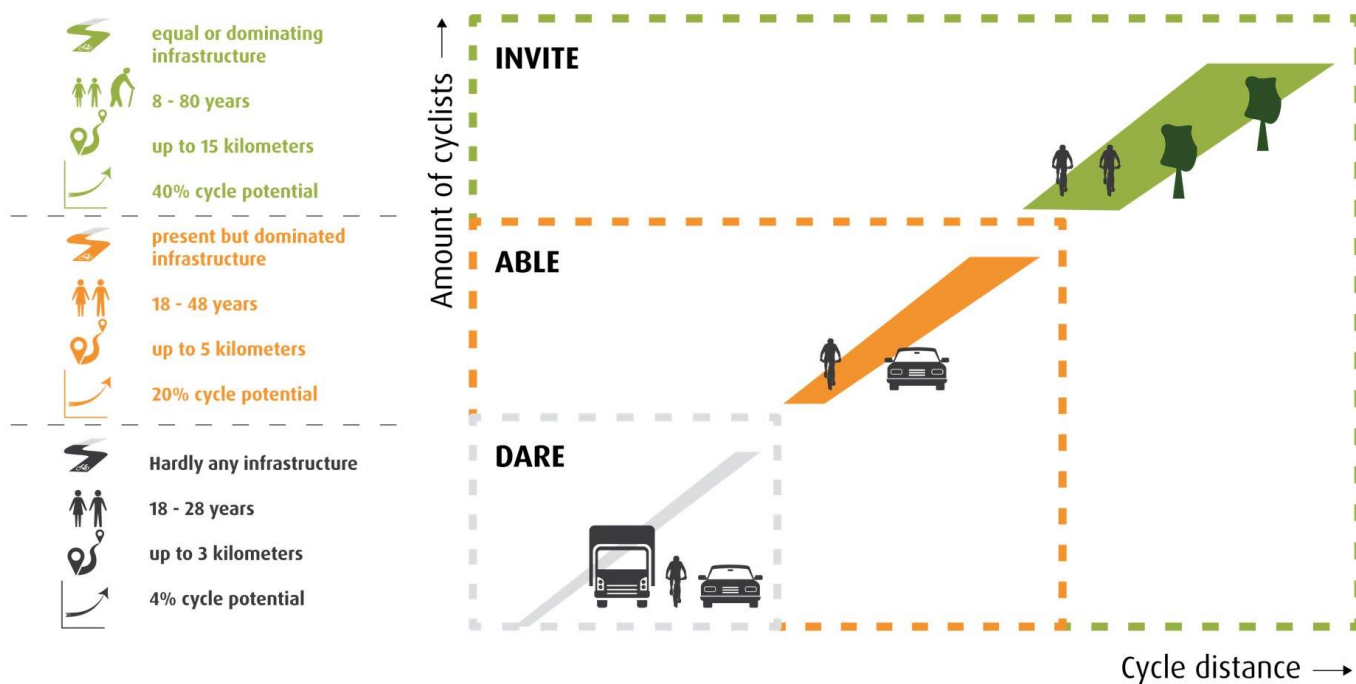 equal or dominating
infrastructure
8 - 80 years
up to 15 kilometers
40% cycle potential
present but dominated
infrastructure
18 - 48 years
up to 5 kilometers
20% cycle potential
Hardly any infrastructure
18 - 28 years
up to 3 kilometers
4% cycle potential
Amount of cyclists
INVITE
ABLE
DARE
Cycle distance